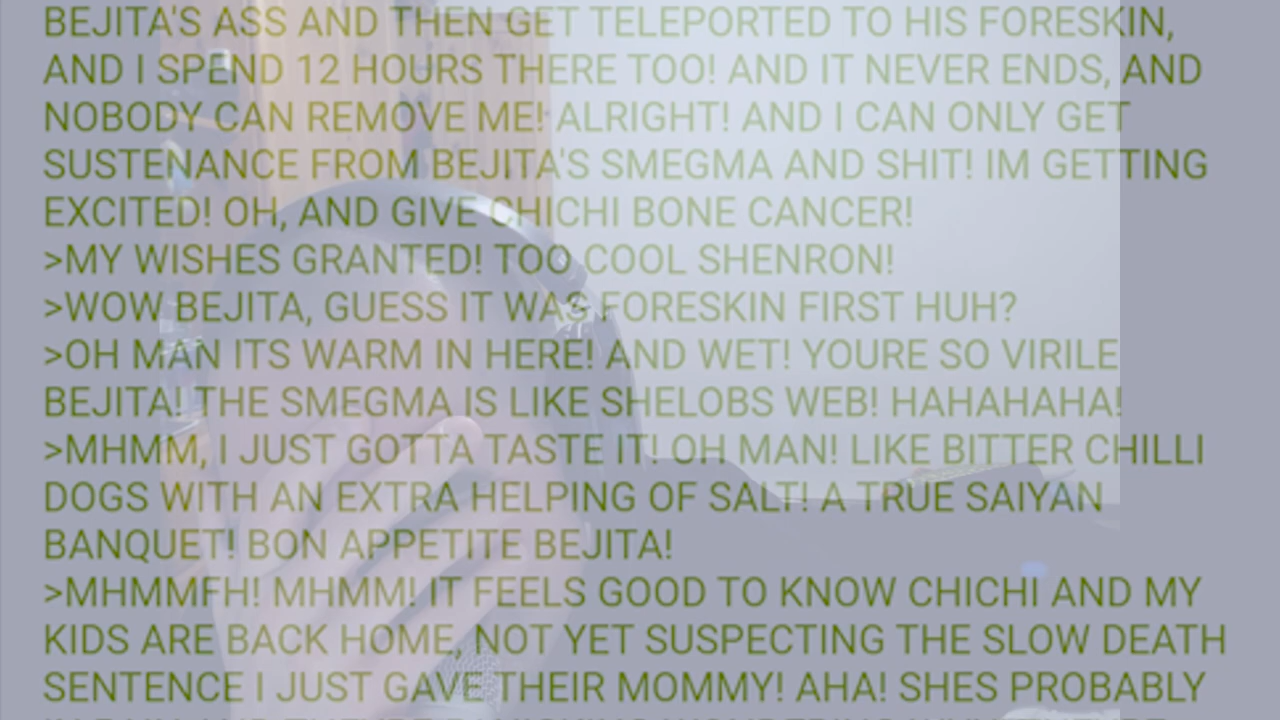 BEJITA'S ASS AND THEN GET TELEPORTED TO HIS FORESKIN,
AND I SPEND 12 HOURS THERE TOO! AND IT NEVER ENDS, AND
NOBODY CAN REMOVE ME! ALRIGHT! AND I CAN ONLY GET
SUSTENANCE FROM BEJITA'S SMEGMA AND SHIT! IM GETTING
EXCITED! OH, AND GIVE CHICHI BONE CANCER!
>MY WISHES GRANTED! TOO COOL SHENRON!
>WOW BEJITA, GUESS IT WAS FORESKIN FIRST HUH?
>OH MAN ITS WARM IN HERE! AND WET! YOURE SO VIRILE
BEJITA! THE SMEGMA IS LIKE SHELOBS WEB! HAHAHAHA!
>MHMM, I JUST GOTTA TASTE IT! OH MAN! LIKE BITTER CHILLI
DOGS WITH AN EXTRA HELPING OF SALT! A TRUE SAIYAN
BANQUET! BON APPETITE BEJITA!
>MHMMFH! MHMM! IT FEELS GOOD TO KNOW CHICHI AND MY
KIDS ARE BACK HOME, NOT YET SUSPECTING THE SLOW DEATH
SENTENCE I JUST GAVE THEIR MOMMY! AHA! SHES PROBABLY